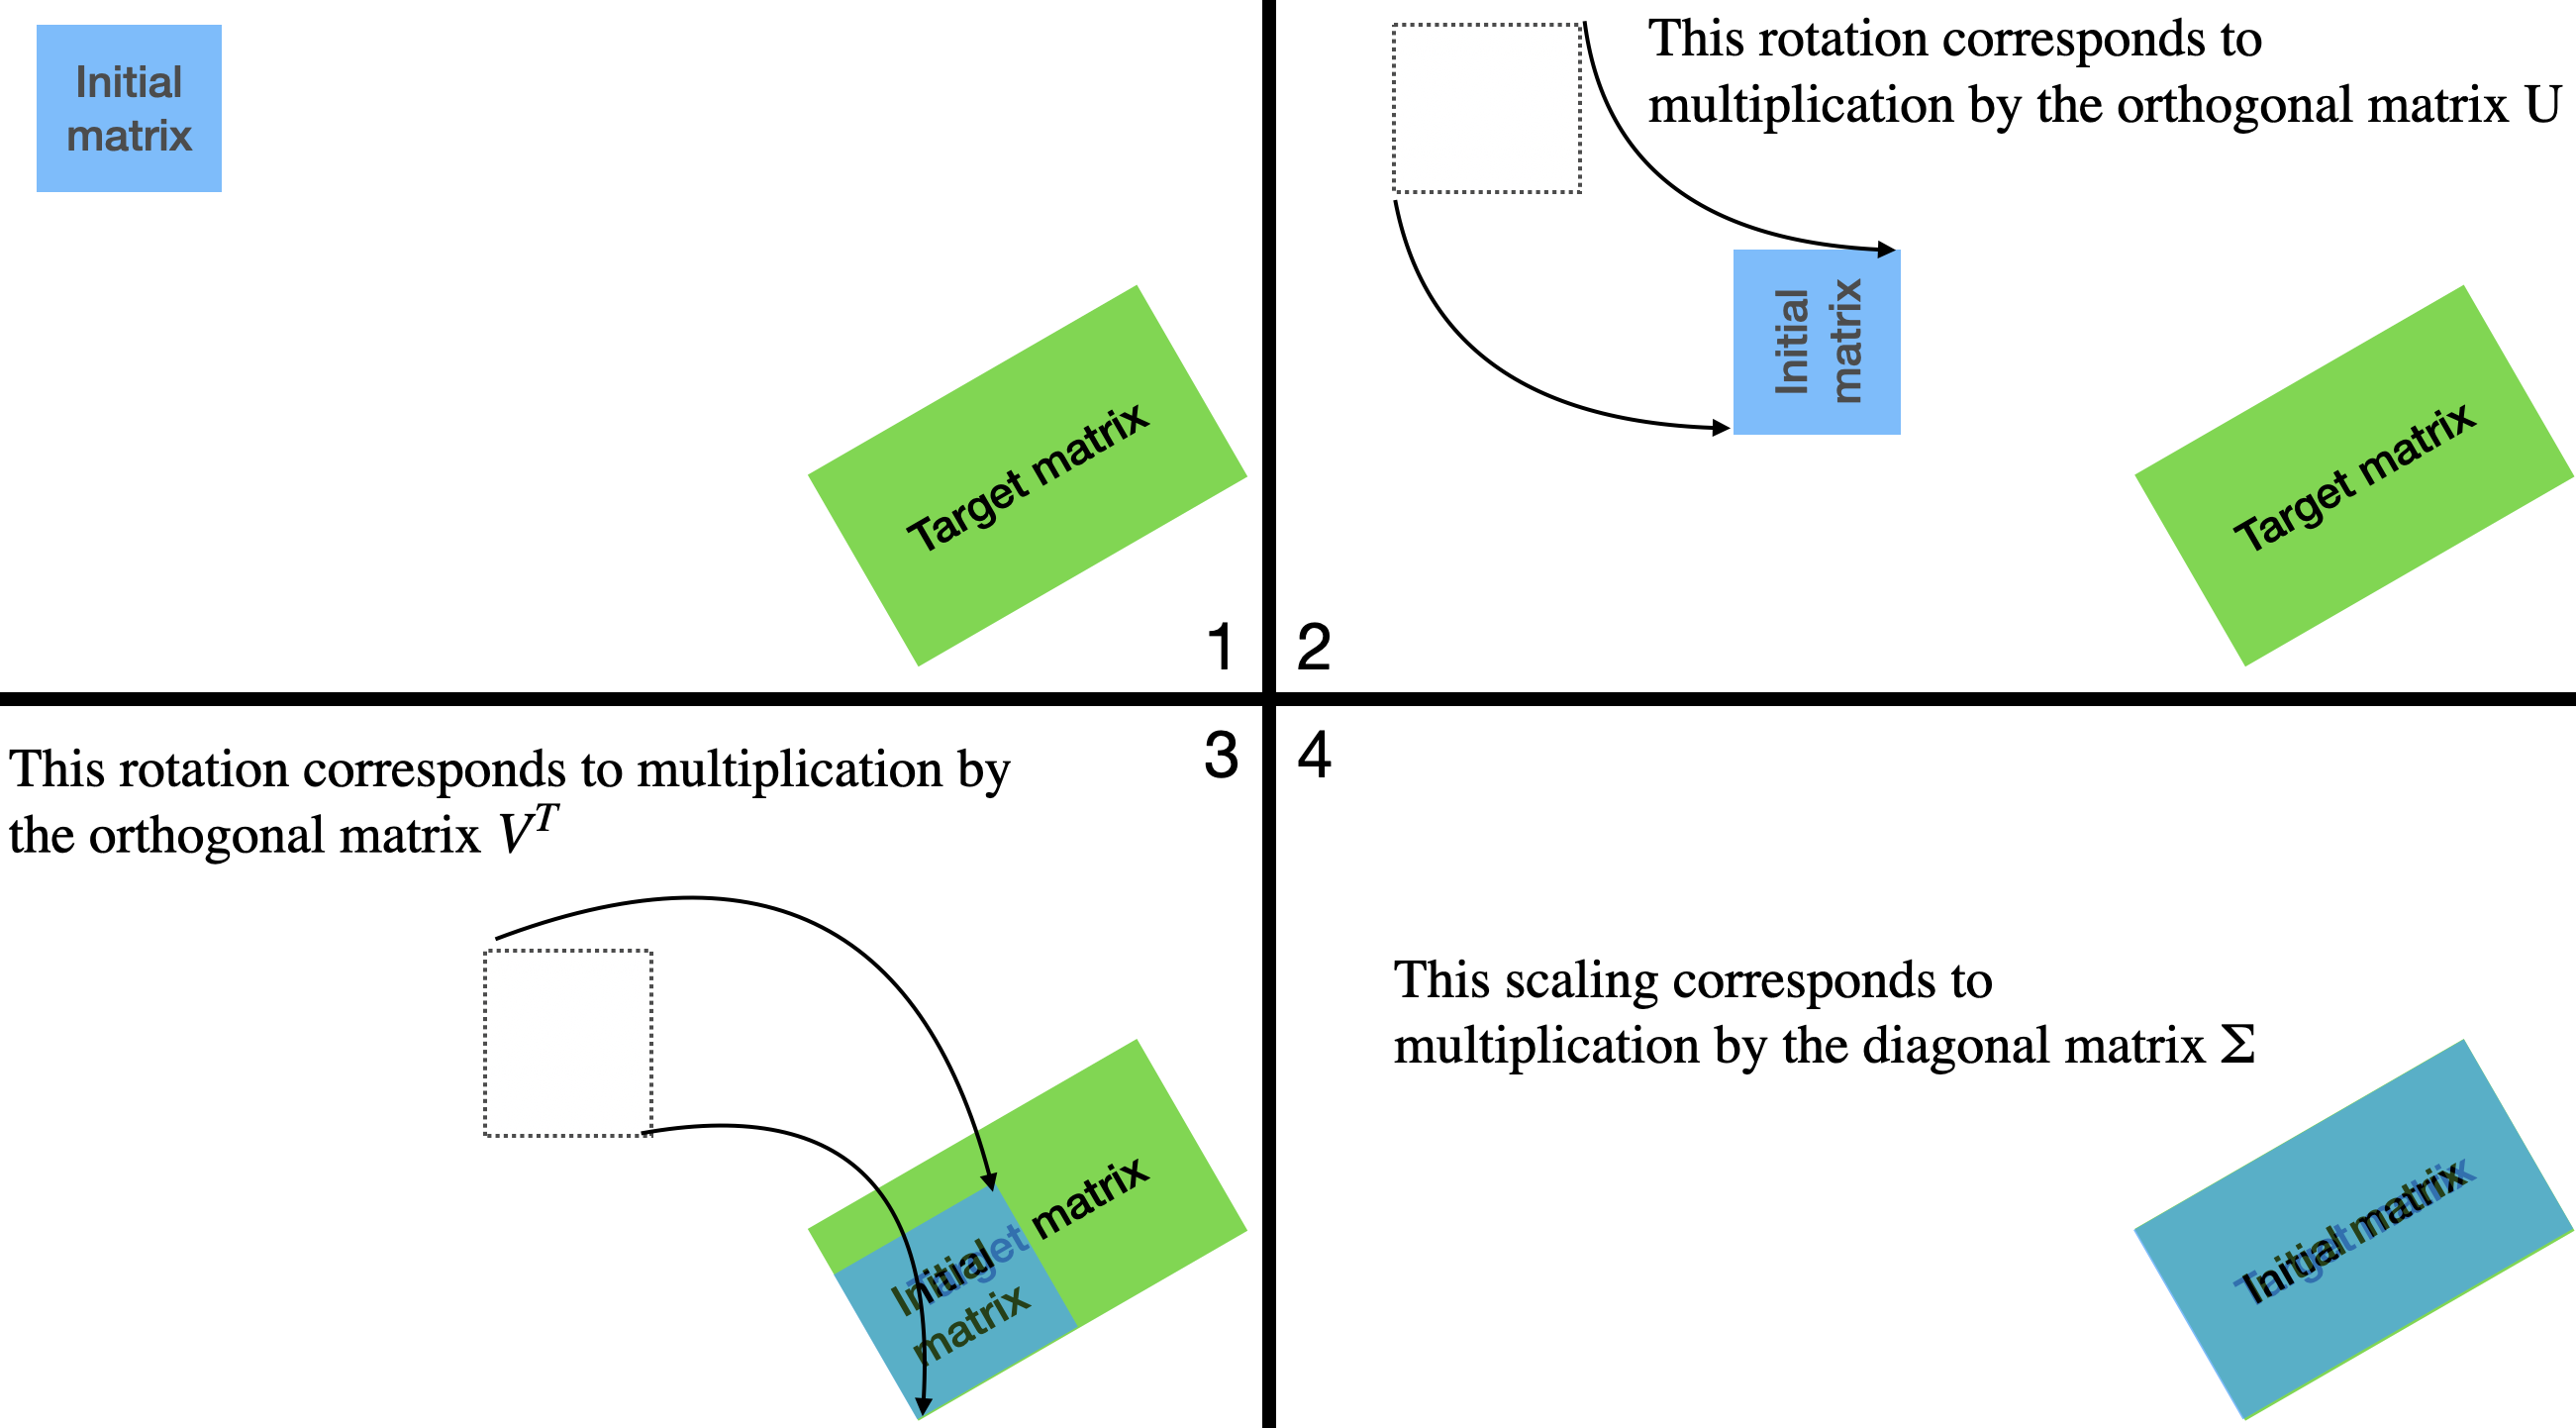 Initial
matrix
Target matrix
1
This rotation corresponds to
multiplication by the orthogonal matrix U
Initial
matrix
Target matrix
2
3
This rotation corresponds to multiplication by
the orthogonal matrix V^T
Target matrix
Initial
matrix
4
This scaling corresponds to
multiplication by the diagonal matrix Σ
Target matrix
Initial matrix